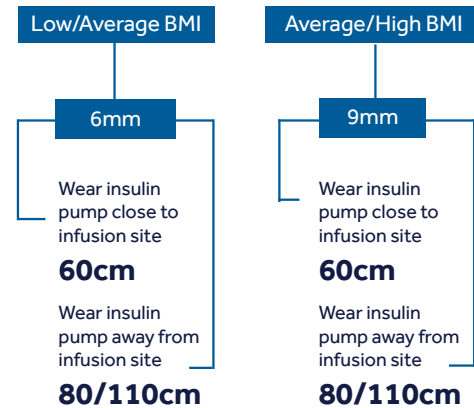 Low/Average BMI
6mm
Wear insulin
pump close to
infusion site
60cm
Wear insulin
pump away from
infusion site
80/110cm
Average/High BMI
9mm
Wear insulin
pump close to
infusion site
60cm
Wear insulin
pump away from
infusion site
80/110cm